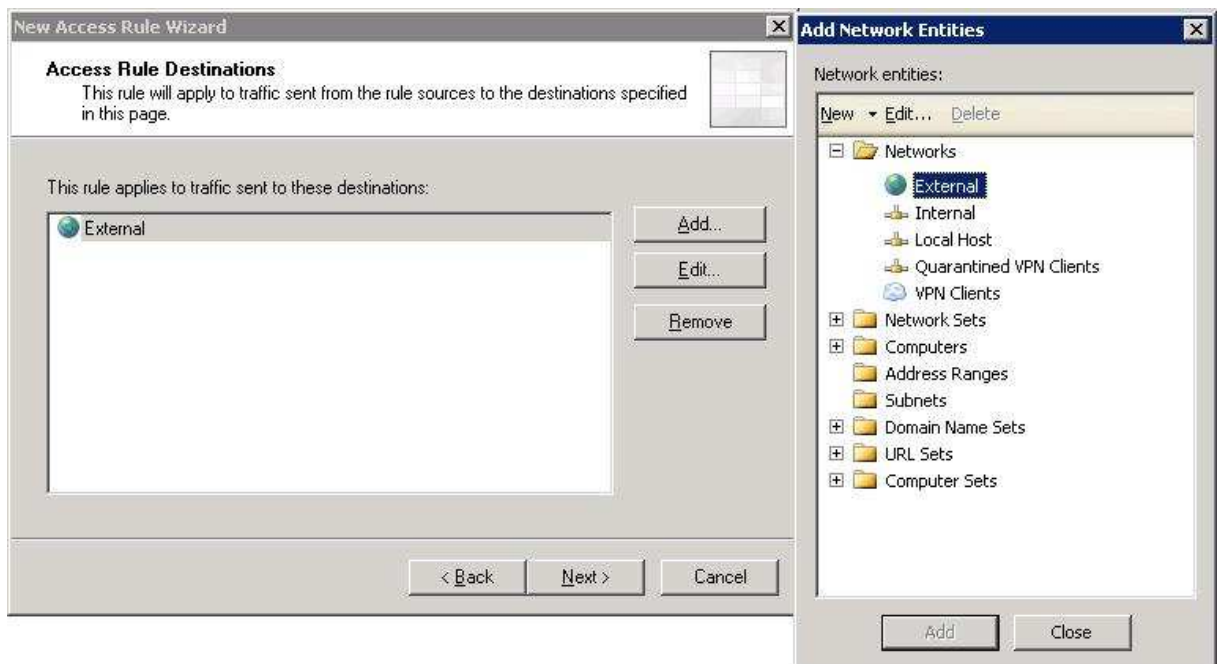 New Access Rule Wizard
Access Rule Destinations
This rule will apply to traffic sent from the rule sources to the destinations specified
in this page.
This rule applies to traffic sent to these destinations:
External
Add...
Edit...
Remove
< Back
Next >
Cancel
Add Network Entities
Network entities:
New Edit... Delete
Networks
External
Internal
Local Host
Quarantined VPN Clients
VPN Clients
Network Sets
Computers
Address Ranges
Subnets
Domain Name Sets
URL Sets
Computer Sets
Add
Close